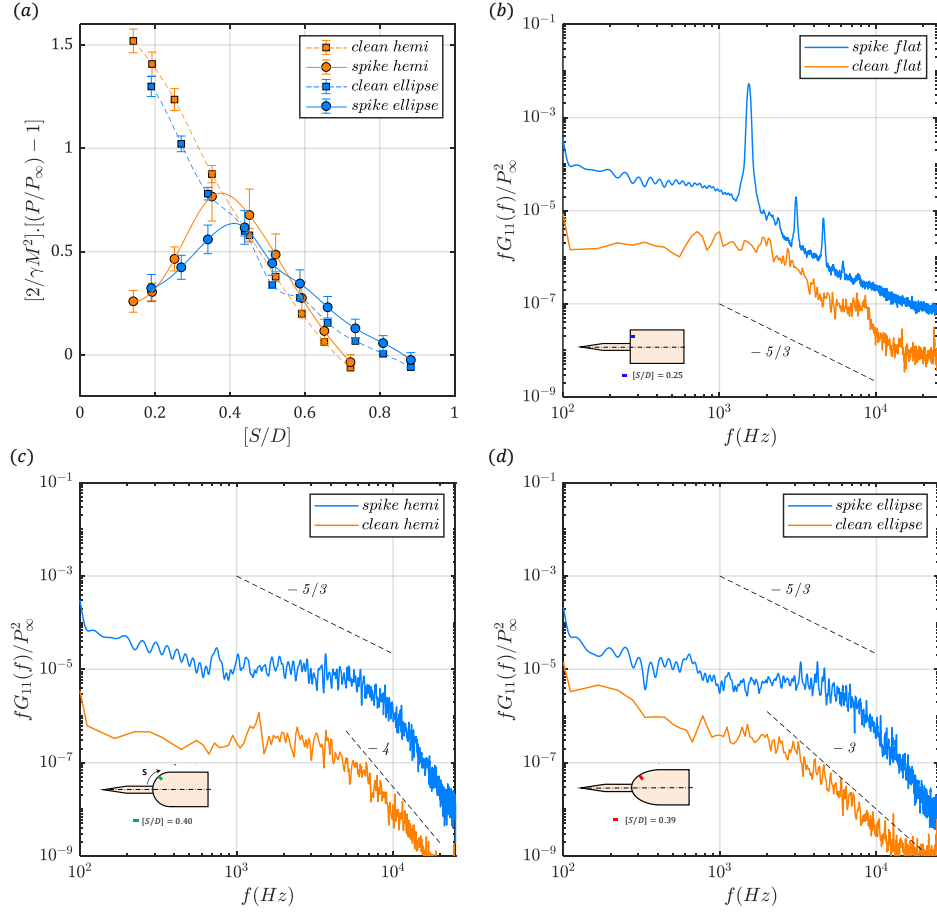 (a)
1.5
1
0.5
0
0
0.2
0.4
0.6
0.8
1
[2/γM²].[(P/P∞) − 1]
[S/D]
clean hemi
spike hemi
clean ellipse
spike ellipse
(b)
10⁻¹
10⁻³
10⁻⁵
10⁻⁷
10⁻⁹
10²
10³
10⁴
fG₁₁(f)/P∞²
f(Hz)
spike flat
clean flat
− 5/3
[S/D] = 0.25
(c)
10⁻¹
10⁻³
10⁻⁵
10⁻⁷
10⁻⁹
10²
10³
10⁴
fG₁₁(f)/P∞²
f(Hz)
spike hemi
clean hemi
− 5/3
− 4
S
[S/D] = 0.40
(d)
10⁻¹
10⁻³
10⁻⁵
10⁻⁷
10⁻⁹
10²
10³
10⁴
fG₁₁(f)/P∞²
f(Hz)
spike ellipse
clean ellipse
− 5/3
− 3
[S/D] = 0.39